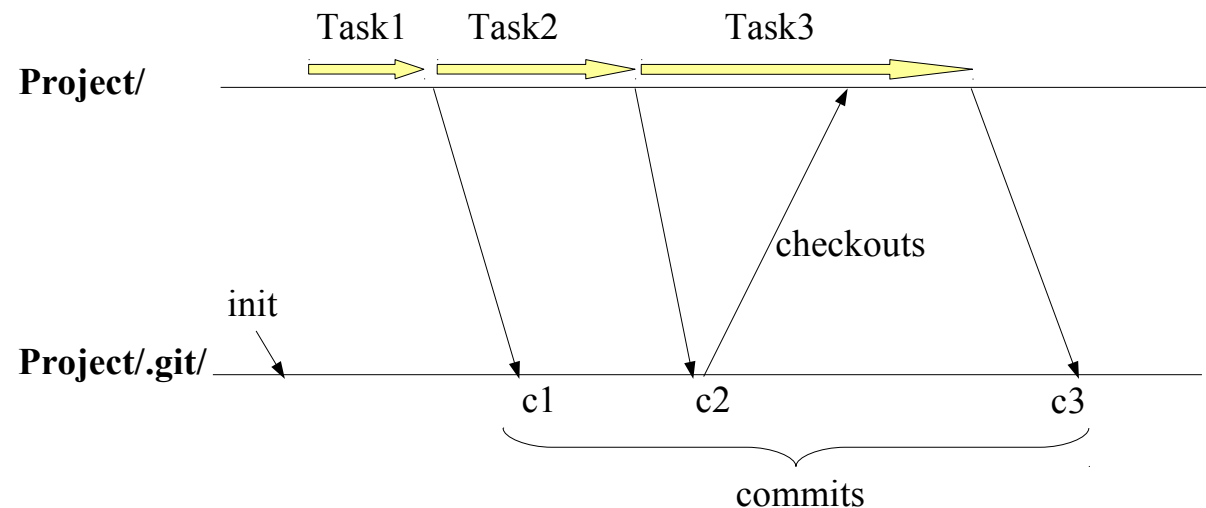 Task1
Task2
Task3
Project/
checkouts
init
Project/.git/
c1
c2
c3
commits